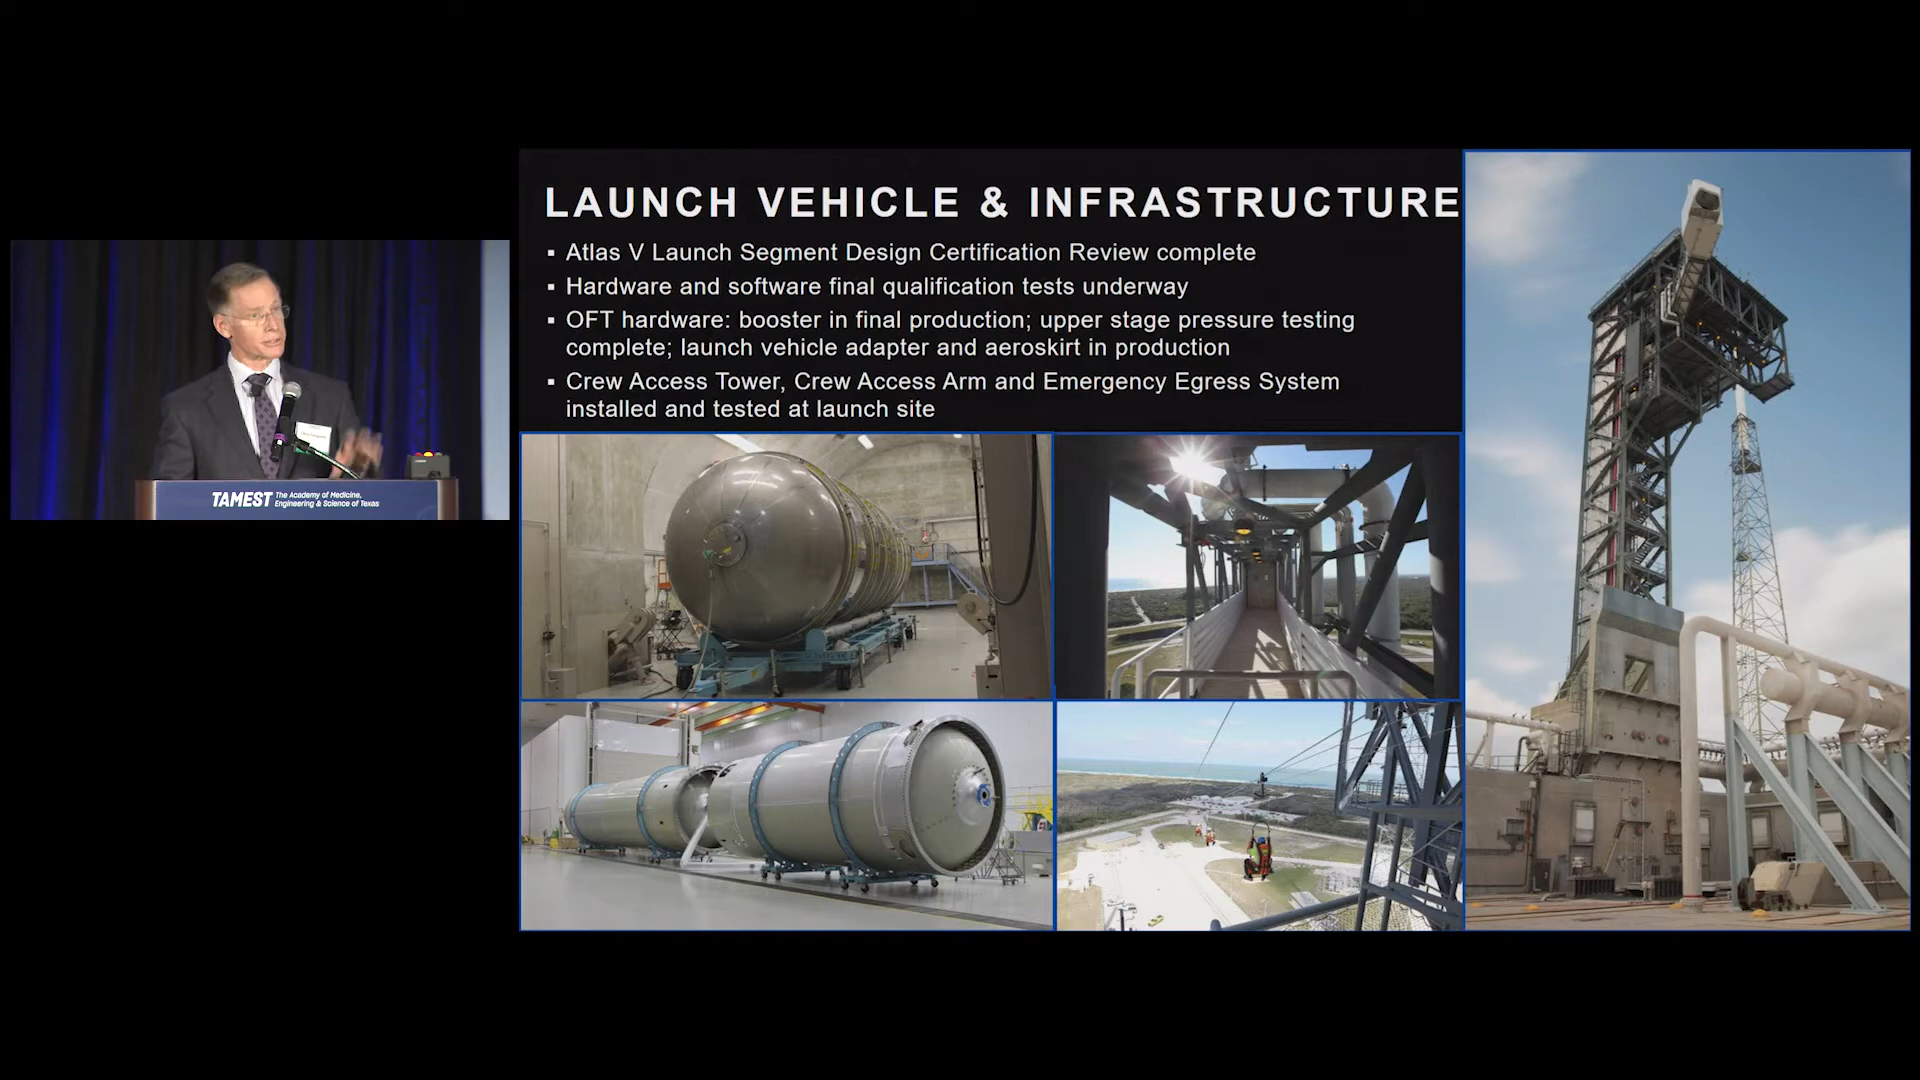 LAUNCH VEHICLE & INFRASTRUCTURE
▪ Atlas V Launch Segment Design Certification Review complete
▪ Hardware and software final qualification tests underway
▪ OFT hardware: booster in final production; upper stage pressure testing
complete; launch vehicle adapter and aeroskirt in production
▪ Crew Access Tower, Crew Access Arm and Emergency Egress System
installed and tested at launch site
TAMEST The Academy of Medicine,
Engineering & Science of Texas